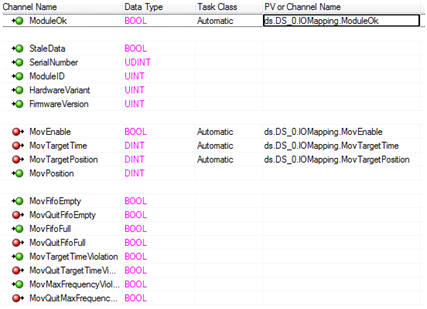 Channel Name Data Type Task Class PV or Channel Name
ModuleOk BOOL Automatic ds.DS_0.IOMapping.ModuleOk
StaleData BOOL
SerialNumber UDINT
ModuleID UINT
HardwareVariant UINT
FirmwareVersion UINT
MovEnable BOOL Automatic ds.DS_0.IOMapping.MovEnable
MovTargetTime DINT Automatic ds.DS_0.IOMapping.MovTargetTime
MovTargetPosition DINT Automatic ds.DS_0.IOMapping.MovTargetPosition
MovPosition DINT
MovFifoEmpty BOOL
MovQuitFifoEmpty BOOL
MovFifoFull BOOL
MovQuitFifoFull BOOL
MovTargetTimeViolation BOOL
MovQuitTargetTimeVi... BOOL
MovMaxFrequencyViol... BOOL
MovQuitMaxFrequenc... BOOL